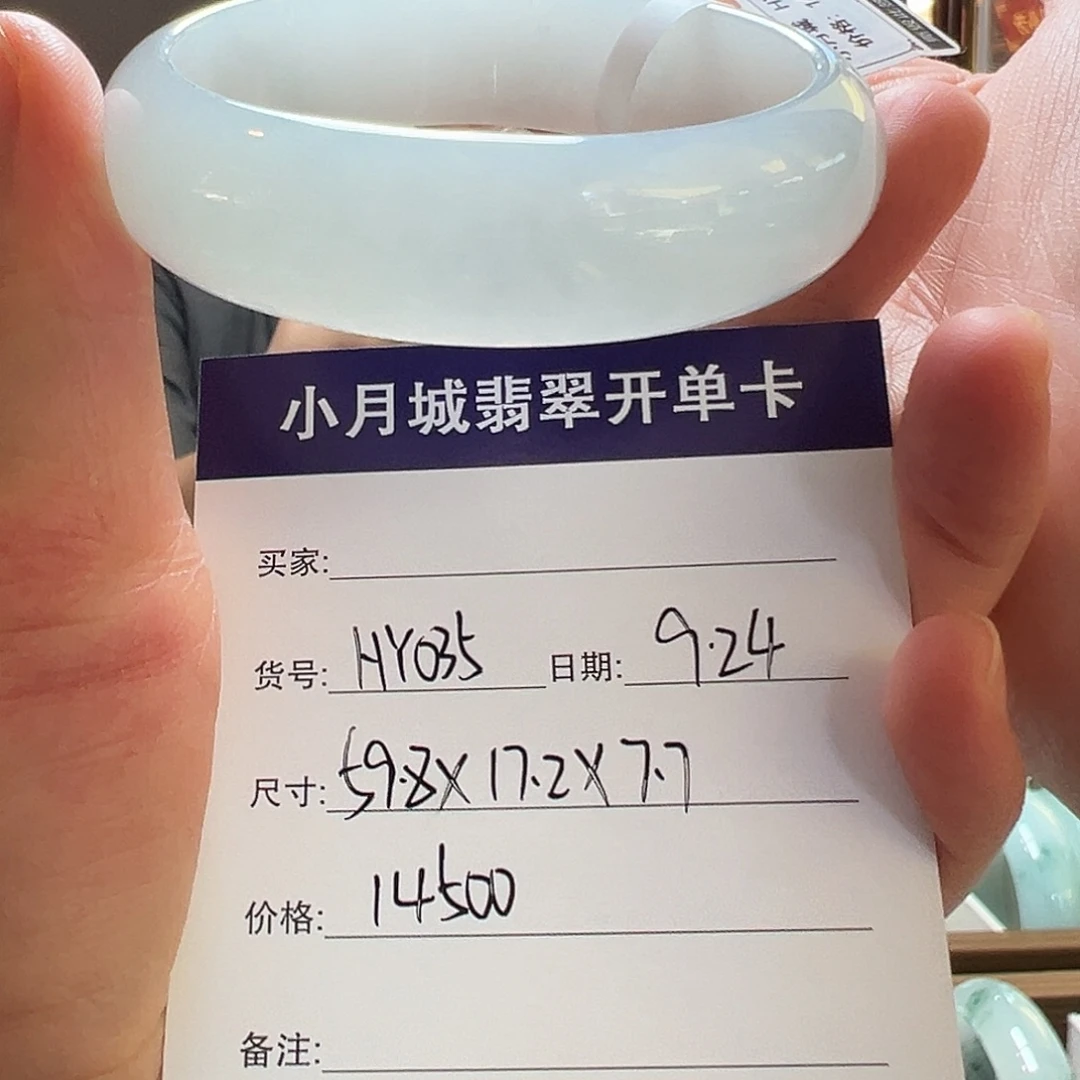 小月城翡翠开单卡
买家:
货号: HY035 日期: 9.24
尺寸: 59.8X17.2X7.7
价格: 14500
备注: